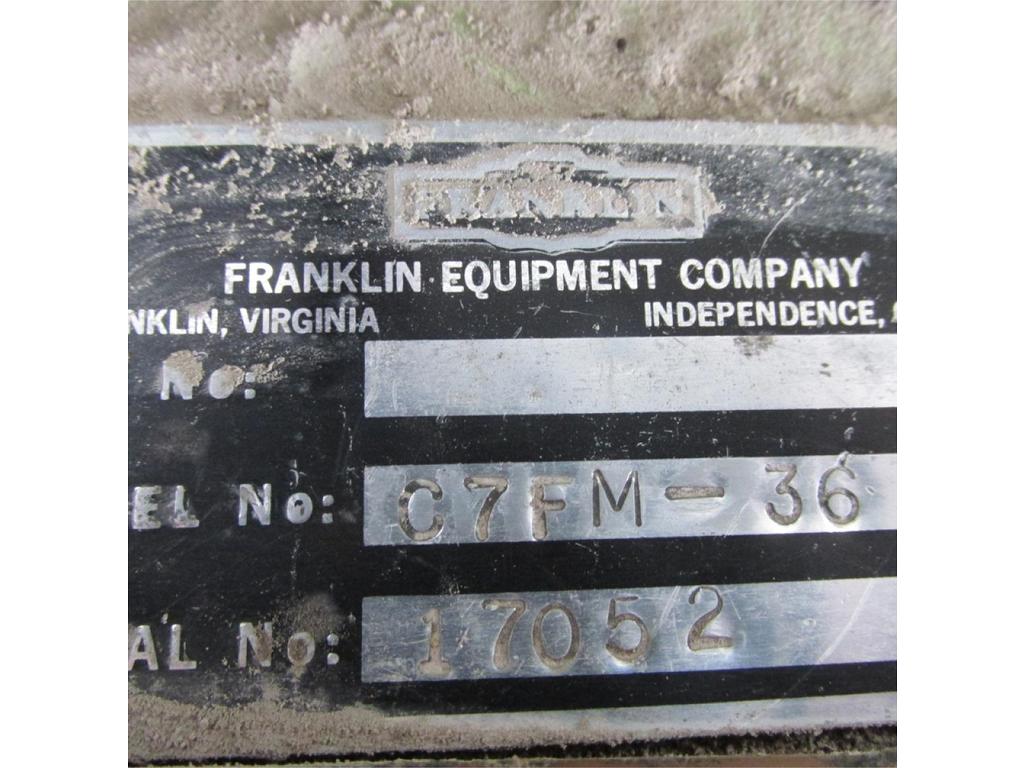 FRANKLIN
FRANKLIN EQUIPMENT COMPANY
NKLIN, VIRGINIA INDEPENDENCE,
No:
EL No: C7FM-36
AL No: 17052